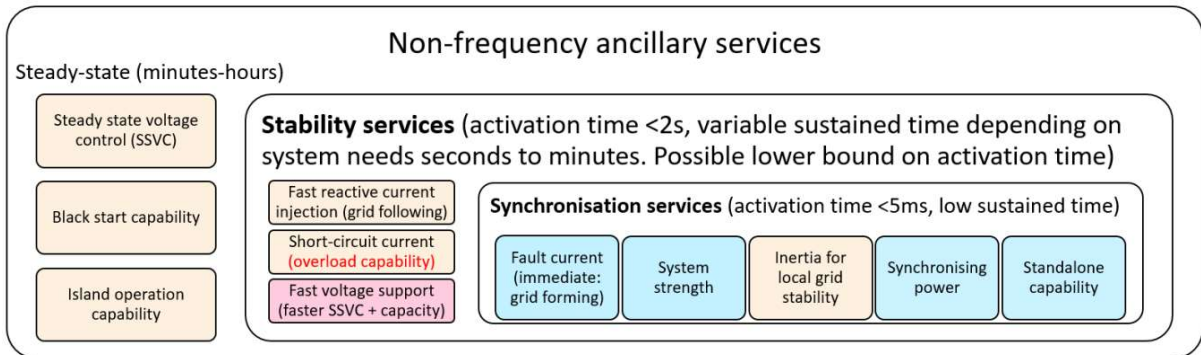 Non-frequency ancillary services
Steady-state (minutes-hours)
Steady state voltage
control (SSVC)
Black start capability
Island operation
capability
Stability services (activation time <2s, variable sustained time depending on
system needs seconds to minutes. Possible lower bound on activation time)
Fast reactive current
injection (grid following)
Short-circuit current
(overload capability)
Fast voltage support
(faster SSVC + capacity)
Synchronisation services (activation time <5ms, low sustained time)
Fault current
(immediate:
grid forming)
System
strength
Inertia for
local grid
stability
Synchronising
power
Standalone
capability